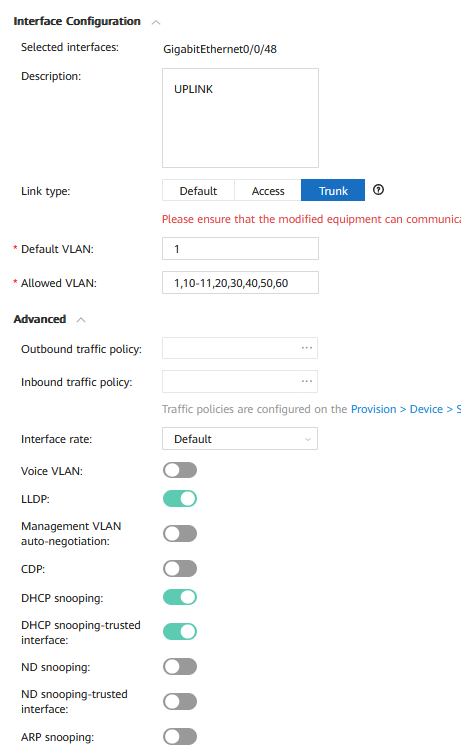 Interface Configuration
Selected interfaces: GigabitEthernet0/0/48
Description: UPLINK
Link type: Default Access Trunk
Please ensure that the modified equipment can communica
* Default VLAN: 1
* Allowed VLAN: 1,10-11,20,30,40,50,60
Advanced
Outbound traffic policy: ...
Inbound traffic policy: ...
Traffic policies are configured on the Provision > Device > S
Interface rate: Default
Voice VLAN:
LLDP:
Management VLAN
auto-negotiation:
CDP:
DHCP snooping:
DHCP snooping-trusted
interface:
ND snooping:
ND snooping-trusted
interface:
ARP snooping: